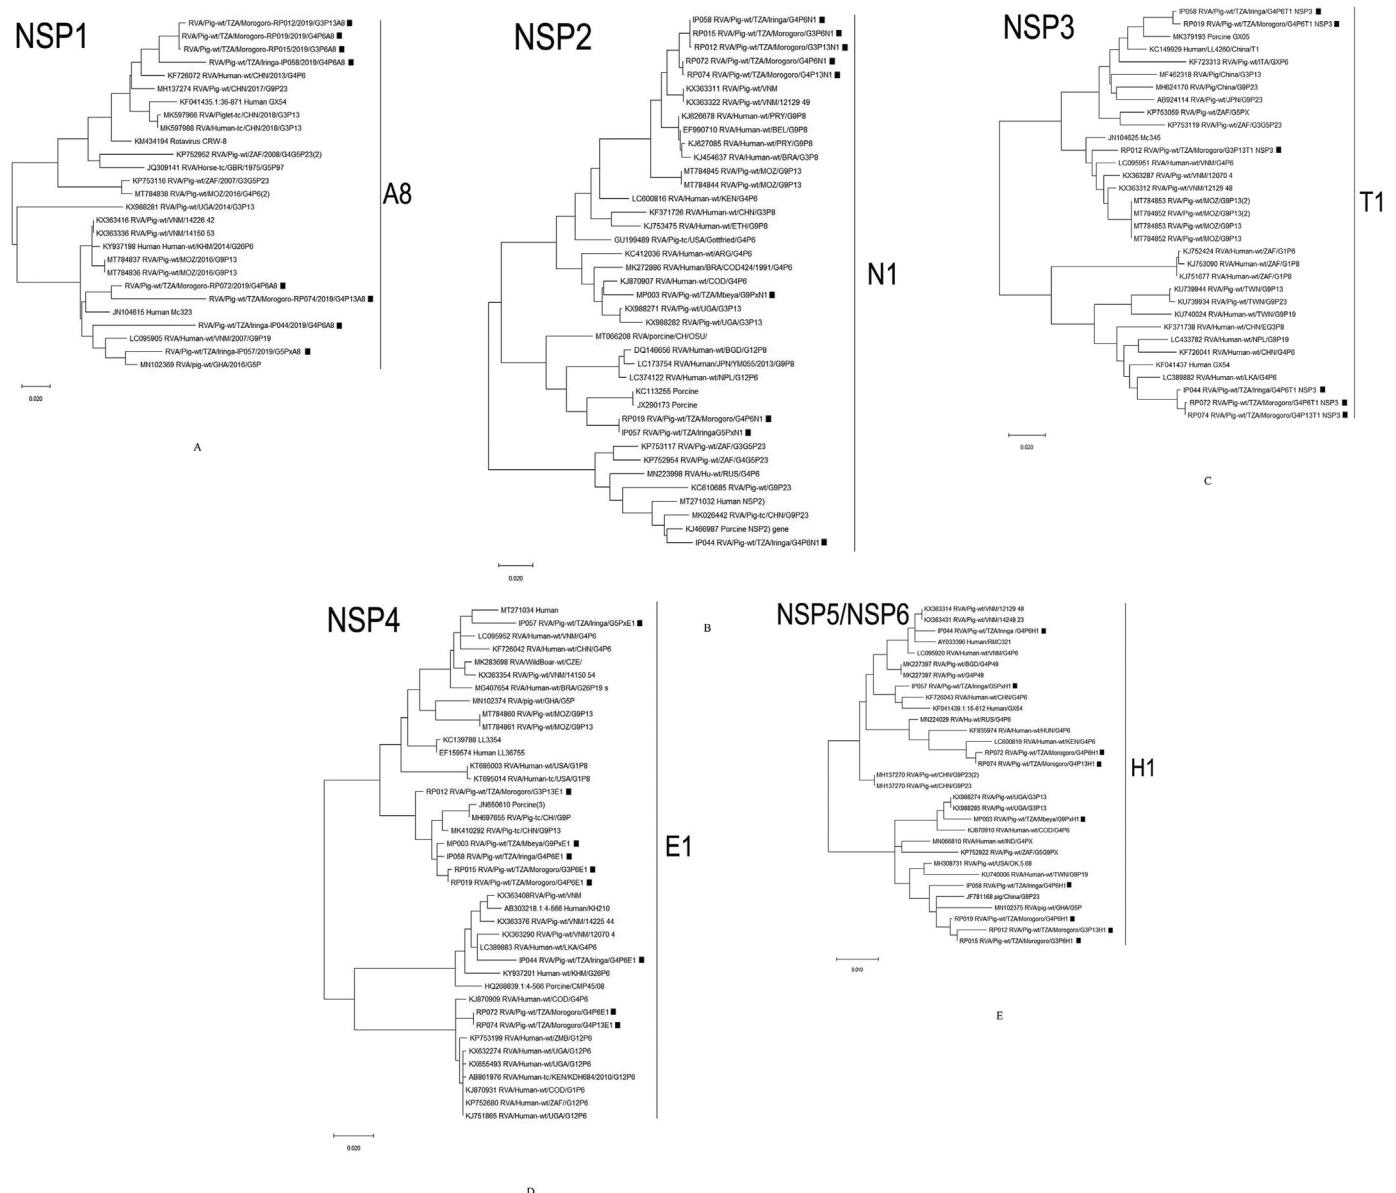 NSP1
RVA/Pig-wt/TZA/Morogoro-RP012/2019/G3P13A8
RVA/Pig-wt/TZA/Morogoro-RP019/2019/G4P6A8
RVA/Pig-wt/TZA/Morogoro-RP015/2019/G3P6A8
RVA/Pig-wt/TZA/Iringa-IP058/2019/G4P6A8
KF726072 RVA/Human-wt/CHN/2013/G4P6
MH137274 RVA/Pig-wt/CHN/2017/G9P23
KF041435.1:36-871 Human GX54
MK597966 RVA/Piglet-tc/CHN/2018/G3P13
MK597988 RVA/Human-tc/CHN/2018/G3P13
KM434194 Rotavirus CRW-8
KP752952 RVA/Pig-wt/ZAF/2008/G4G5P23(2)
JQ309141 RVA/Horse-tc/GBR/1975/G5P97
KP753116 RVA/Pig-wt/ZAF/2007/G3G5P23
MT784838 RVA/Pig-wt/MOZ/2016/G4P6(2)
KX988281 RVA/Pig-wt/UGA/2014/G3P13
KX363416 RVA/Pig-wt/VNM/14226 42
KX363336 RVA/Pig-wt/VNM/14150 53
KY937198 Human Human-wt/KHM/2014/G26P6
MT784837 RVA/Pig-wt/MOZ/2016/G9P13
MT784836 RVA/Pig-wt/MOZ/2016/G9P13
RVA/Pig-wt/TZA/Morogoro-RP072/2019/G4P6A8
RVA/Pig-wt/TZA/Morogoro-RP074/2019/G4P13A8
JN104615 Human Mc323
RVA/Pig-wt/TZA/Iringa-IP044/2019/G4P6A8
LC095905 RVA/Human-wt/VNM/2007/G9P19
RVA/Pig-wt/TZA/Iringa-IP057/2019/G5PxA8
MN102369 RVA/pig-wt/GHA/2016/G5P
A8
0.020
A
NSP2
IP058 RVA/Pig-wt/TZA/Iringa/G4P6N1
RP015 RVA/Pig-wt/TZA/Morogoro/G3P6N1
RP012 RVA/Pig-wt/TZA/Morogoro/G3P13N1
RP072 RVA/Pig-wt/TZA/Morogoro/G4P6N1
RP074 RVA/Pig-wt/TZA/Morogoro/G4P13N1
KX363311 RVA/Pig-wt/VNM
KX363322 RVA/Pig-wt/VNM/12129 49
KJ626678 RVA/Human-wt/PRY/G9P8
EF990710 RVA/Human-wt/BEL/G9P8
KJ627085 RVA/Human-wt/PRY/G9P8
KJ454637 RVA/Human-wt/BRA/G3P8
MT784845 RVA/Pig-wt/MOZ/G9P13
MT784844 RVA/Pig-wt/MOZ/G9P13
LC600816 RVA/Human-wt/KEN/G4P6
KF371726 RVA/Human-wt/CHN/G3P8
KJ753475 RVA/Human-wt/ETH/G9P8
GU199489 RVA/Pig-tc/USA/Gottfried/G4P6
KC412036 RVA/Human-wt/ARG/G4P6
MK272886 RVA/Human/BRA/COD424/1991/G4P6
KJ870907 RVA/Human-wt/COD/G4P6
MP003 RVA/Pig-wt/TZA/Mbeya/G9PxN1
KX988271 RVA/Pig-wt/UGA/G3P13
KX988282 RVA/Pig-wt/UGA/G3P13
MT066208 RVA/porcine/CH/OSU/
DQ146656 RVA/Human-wt/BGD/G12P8
LC173754 RVA/Human/JPN/YM055/2013/G9P8
LC374122 RVA/Human-wt/NPL/G12P6
KC113255 Porcine
JX290173 Porcine
RP019 RVA/Pig-wt/TZA/Morogoro/G4P6N1
IP057 RVA/Pig-wt/TZA/IringaG5PxN1
KP753117 RVA/Pig-wt/ZAF/G3G5P23
KP752954 RVA/Pig-wt/ZAF/G4G5P23
MN223998 RVA/Hu-wt/RUS/G4P6
KC610685 RVA/Pig-wt/G9P23
MT271032 Human NSP2)
MK026442 RVA/Pig-tc/CHN/G9P23
KJ466987 Porcine NSP2) gene
IP044 RVA/Pig-wt/TZA/Iringa/G4P6N1
N1
0.020
B
NSP3
IP058 RVA/Pig-wt/TZA/Iringa/G4P6T1 NSP3
RP019 RVA/Pig-wt/TZA/Morogoro/G4P6T1 NSP3
MK379193 Porcine GX05
KC149929 Human/LL4260/China/T1
KF723313 RVA/Pig-wt/ITA/GXP6
MF462318 RVA/Pig/China/G3P13
MH624170 RVA/Pig/China/G9P23
AB924114 RVA/Pig-wt/JPN/G9P23
KP753059 RVA/Pig-wt/ZAF/G5PX
KP753119 RVA/Pig-wt/ZAF/G3G5P23
JN104625 Mc345
RP012 RVA/Pig-wt/TZA/Morogoro/G3P13T1 NSP3
LC095951 RVA/Human-wt/VNM/G4P6
KX363287 RVA/Pig-wt/VNM/12070 4
KX363312 RVA/Pig-wt/VNM/12129 48
MT784853 RVA/Pig-wt/MOZ/G9P13(2)
MT784852 RVA/Pig-wt/MOZ/G9P13(2)
MT784853 RVA/Pig-wt/MOZ/G9P13
MT784852 RVA/Pig-wt/MOZ/G9P13
KJ752424 RVA/Human-wt/ZAF/G1P6
KJ753090 RVA/Human-wt/ZAF/G1P8
KJ751677 RVA/Human-wt/ZAF/G1P8
KU739944 RVA/Pig-wt/TWN/G9P13
KU739934 RVA/Pig-wt/TWN/G9P23
KU740024 RVA/Human-wt/TWN/G9P19
KF371738 RVA/Human-wt/CHN/EG3P8
LC433782 RVA/Human-wt/NPL/G9P19
KF726041 RVA/Human-wt/CHN/G4P6
KF041437 Human GX54
LC389882 RVA/Human-wt/LKA/G4P6
IP044 RVA/Pig-wt/TZA/Iringa/G4P6T1 NSP3
RP072 RVA/Pig-wt/TZA/Morogoro/G4P6T1 NSP3
RP074 RVA/Pig-wt/TZA/Morogoro/G4P13T1 NSP3
T1
0.020
C
NSP4
MT271034 Human
IP057 RVA/Pig-wt/TZA/Iringa/G5PxE1
LC095952 RVA/Human-wt/VNM/G4P6
KF726042 RVA/Human-wt/CHN/G4P6
MK283698 RVA/WildBoar-wt/CZE/
KX363354 RVA/Pig-wt/VNM/14150 54
MG407654 RVA/Human-wt/BRA/G26P19 s
MN102374 RVA/pig-wt/GHA/G5P
MT784860 RVA/Pig-wt/MOZ/G9P13
MT784861 RVA/Pig-wt/MOZ/G9P13
KC139788 LL3354
EF159574 Human LL36755
KT695003 RVA/Human-wt/USA/G1P8
KT695014 RVA/Human-tc/USA/G1P8
RP012 RVA/Pig-wt/TZA/Morogoro/G3P13E1
JN650610 Porcine(3)
MH697655 RVA/Pig-tc/CH//G9P
MK410292 RVA/Pig-tc/CHN/G9P13
MP003 RVA/Pig-wt/TZA/Mbeya/G9PxE1
IP058 RVA/Pig-wt/TZA/Iringa/G4P6E1
RP015 RVA/Pig-wt/TZA/Morogoro/G3P6E1
RP019 RVA/Pig-wt/TZA/Morogoro/G4P6E1
KX363408RVA/Pig-wt/VNM
AB303218.1:4-566 Human/KH210
KX363376 RVA/Pig-wt/VNM/14225 44
KX363290 RVA/Pig-wt/VNM/12070 4
LC389883 RVA/Human-wt/LKA/G4P6
IP044 RVA/Pig-wt/TZA/Iringa/G4P6E1
KY937201 Human-wt/KHM/G26P6
HQ268839.1:4-566 Porcine/CMP45/08
KJ870909 RVA/Human-wt/COD/G4P6
RP072 RVA/Pig-wt/TZA/Morogoro/G4P6E1
RP074 RVA/Pig-wt/TZA/Morogoro/G4P13E1
KP753199 RVA/Human-wt/ZMB/G12P6
KX632274 RVA/Human-wt/UGA/G12P6
KX655493 RVA/Human-wt/UGA/G12P6
AB861976 RVA/Human-tc/KEN/KDH684/2010/G12P6
KJ870931 RVA/Human-wt/COD/G1P6
KP752680 RVA/Human-wt/ZAF//G12P6
KJ751865 RVA/Human-wt/UGA/G12P6
E1
0.020
D
NSP5/NSP6
KX363314 RVA/Pig-wt/VNM/12129 48
KX363431 RVA/Pig-wt/VNM/14249 23
IP044 RVA/Pig-wt/TZA/Iringa /G4P6H1
AY033396 Human/RMC321
LC095920 RVA/Human-wt/VNM/G4P6
MK227397 RVA/Pig-wt/BGD/G4P49
MK227397 RVA/Pig-wt/G4P49
IP057 RVA/Pig-wt/TZA/Iringa/G5PxH1
KF726043 RVA/Human-wt/CHN/G4P6
KF041439.1:15-612 Human/GX54
MN224029 RVA/Hu-wt/RUS/G4P6
KF835974 RVA/Human-wt/HUN/G4P6
LC600819 RVA/Human-wt/KEN/G4P6
RP072 RVA/Pig-wt/TZA/Morogoro/G4P6H1
RP074 RVA/Pig-wt/TZA/Morogoro/G4P13H1
MH137270 RVA/Pig-wt/CHN/G9P23(2)
MH137270 RVA/Pig-wt/CHN/G9P23
KX988274 RVA/Pig-wt/UGA/G3P13
KX988285 RVA/Pig-wt/UGA/G3P13
MP003 RVA/Pig-wt/TZA/Mbeya/G9PxH1
KJ870910 RVA/Human-wt/COD/G4P6
MN066810 RVA/Human-wt/IND/G4PX
KP752922 RVA/Pig-wt/ZAF/G5G9PX
MH308731 RVA/Pig-wt/USA/OK.5.68
KU740006 RVA/Human-wt/TWN/G9P19
IP058 RVA/Pig-wt/TZA/Iringa/G4P6H1
JF781168 pig/China/G9P23
MN102375 RVA/pig-wt/GHA/G5P
RP019 RVA/Pig-wt/TZA/Morogoro/G4P6H1
RP012 RVA/Pig-wt/TZA/Morogoro/G3P13H1
RP015 RVA/Pig-wt/TZA/Morogoro/G3P6H1
H1
0.010
E